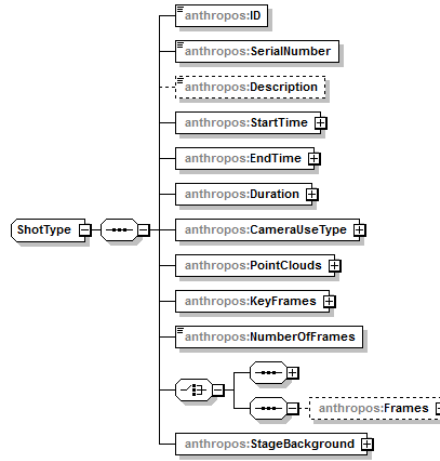 anthropos:ID
anthropos:SerialNumber
anthropos:Description
anthropos:StartTime
anthropos:EndTime
anthropos:Duration
ShotType
anthropos:CameraUseType
anthropos:PointClouds
anthropos:KeyFrames
anthropos:NumberOfFrames
anthropos:Frames
anthropos:StageBackground